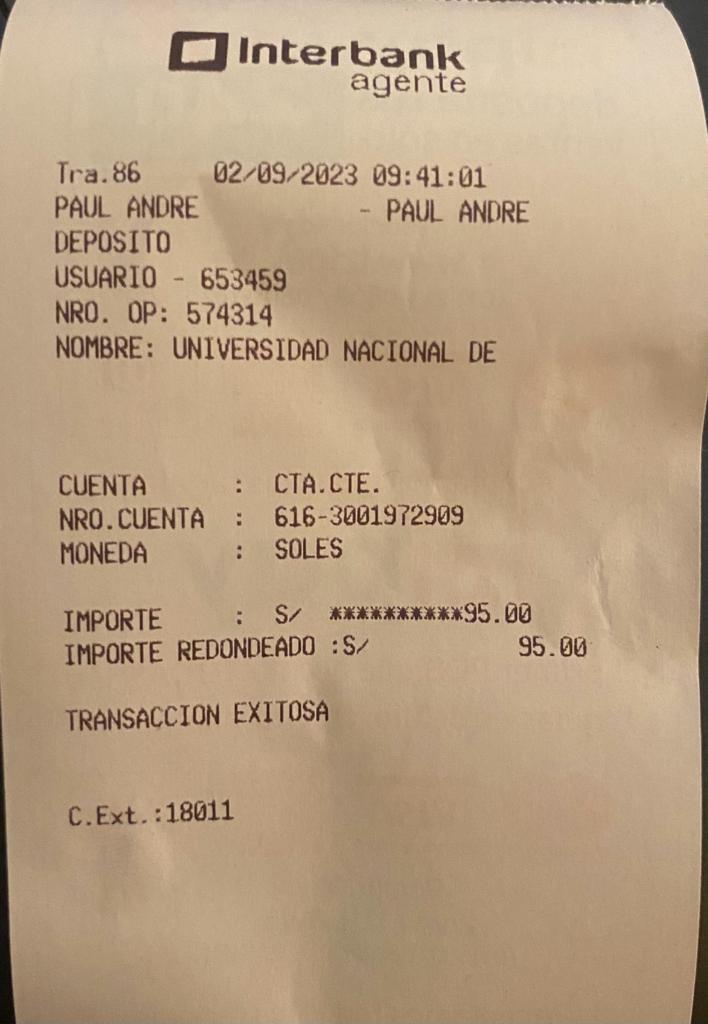 Interbank
agente
Tra.86 02/09/2023 09:41:01
PAUL ANDRE - PAUL ANDRE
DEPOSITO
USUARIO - 653459
NRO. OP: 574314
NOMBRE: UNIVERSIDAD NACIONAL DE
CUENTA : CTA.CTE.
NRO.CUENTA : 616-3001972909
MONEDA : SOLES
IMPORTE : S/ **********95.00
IMPORTE REDONDEADO :S/ 95.00
TRANSACCION EXITOSA
C.Ext.:18011